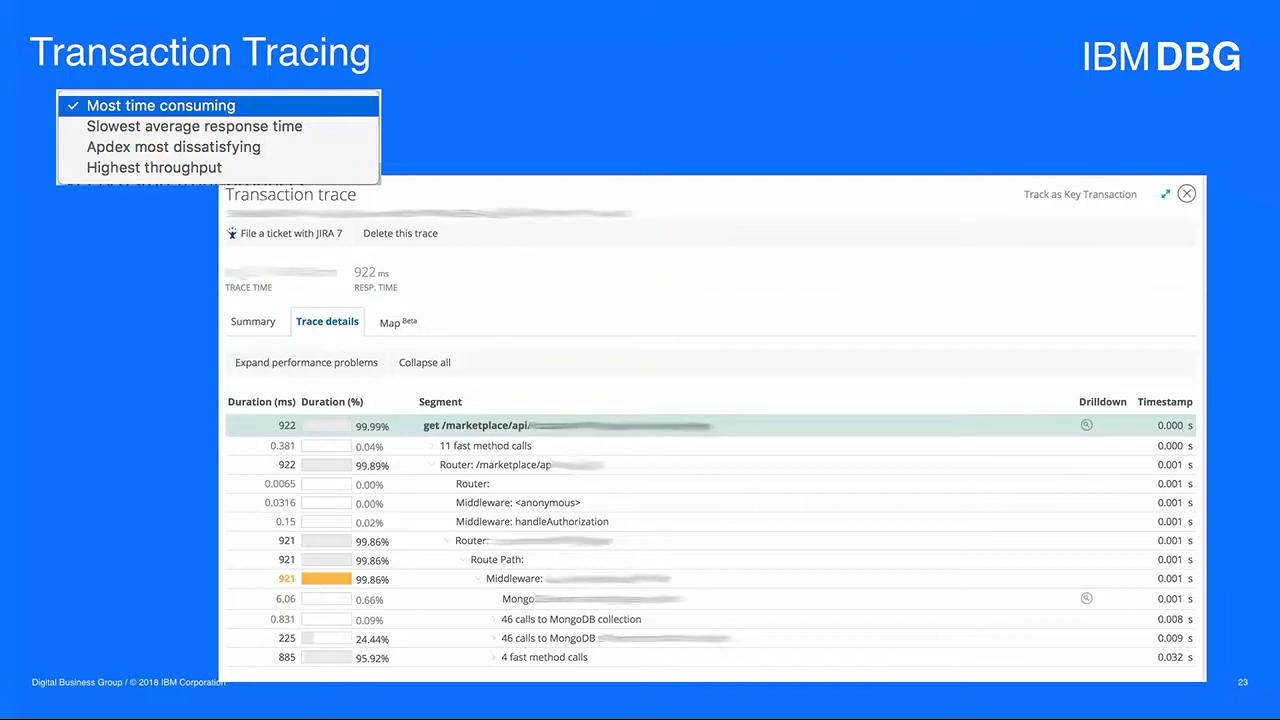 Transaction Tracing
IBM DBG
✓ Most time consuming
Slowest average response time
Apdex most dissatisfying
Highest throughput
Transaction trace
Track as Key Transaction
File a ticket with JIRA 7 Delete this trace
922 ms
TRACE TIME RESP. TIME
Summary Trace details Map Beta
Expand performance problems Collapse all
Duration (ms) Duration (%) Segment Drilldown Timestamp
922 99.99% get /marketplace/api/ 0.000 s
0.381 0.04% 11 fast method calls 0.000 s
922 99.89% Router: /marketplace/ap 0.001 s
0.0065 0.00% Router: 0.001 s
0.0316 0.00% Middleware: <anonymous> 0.001 s
0.15 0.02% Middleware: handleAuthorization 0.001 s
921 99.86% Router: 0.001 s
921 99.86% Route Path: 0.001 s
921 99.86% Middleware: 0.001 s
6.06 0.66% Mongo 0.001 s
0.831 0.09% 46 calls to MongoDB collection 0.008 s
225 24.44% 46 calls to MongoDB 0.009 s
885 95.92% 4 fast method calls 0.032 s
Digital Business Group / © 2018 IBM Corporation
23